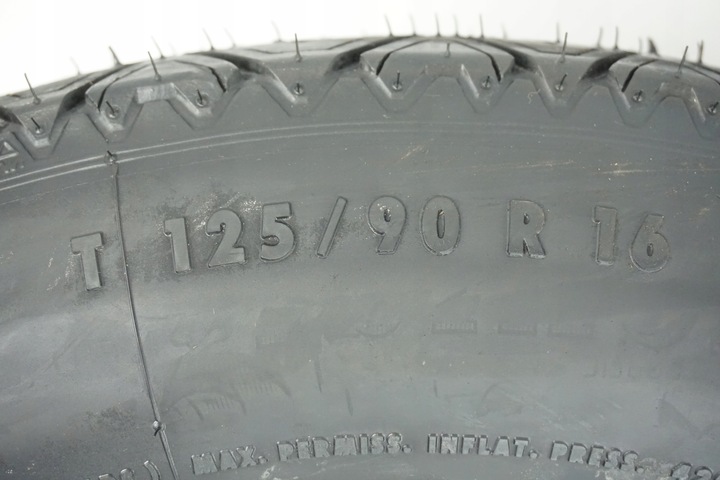 T 125/90 R 16
MAX. PERMISS. INFLAT. PRESS.